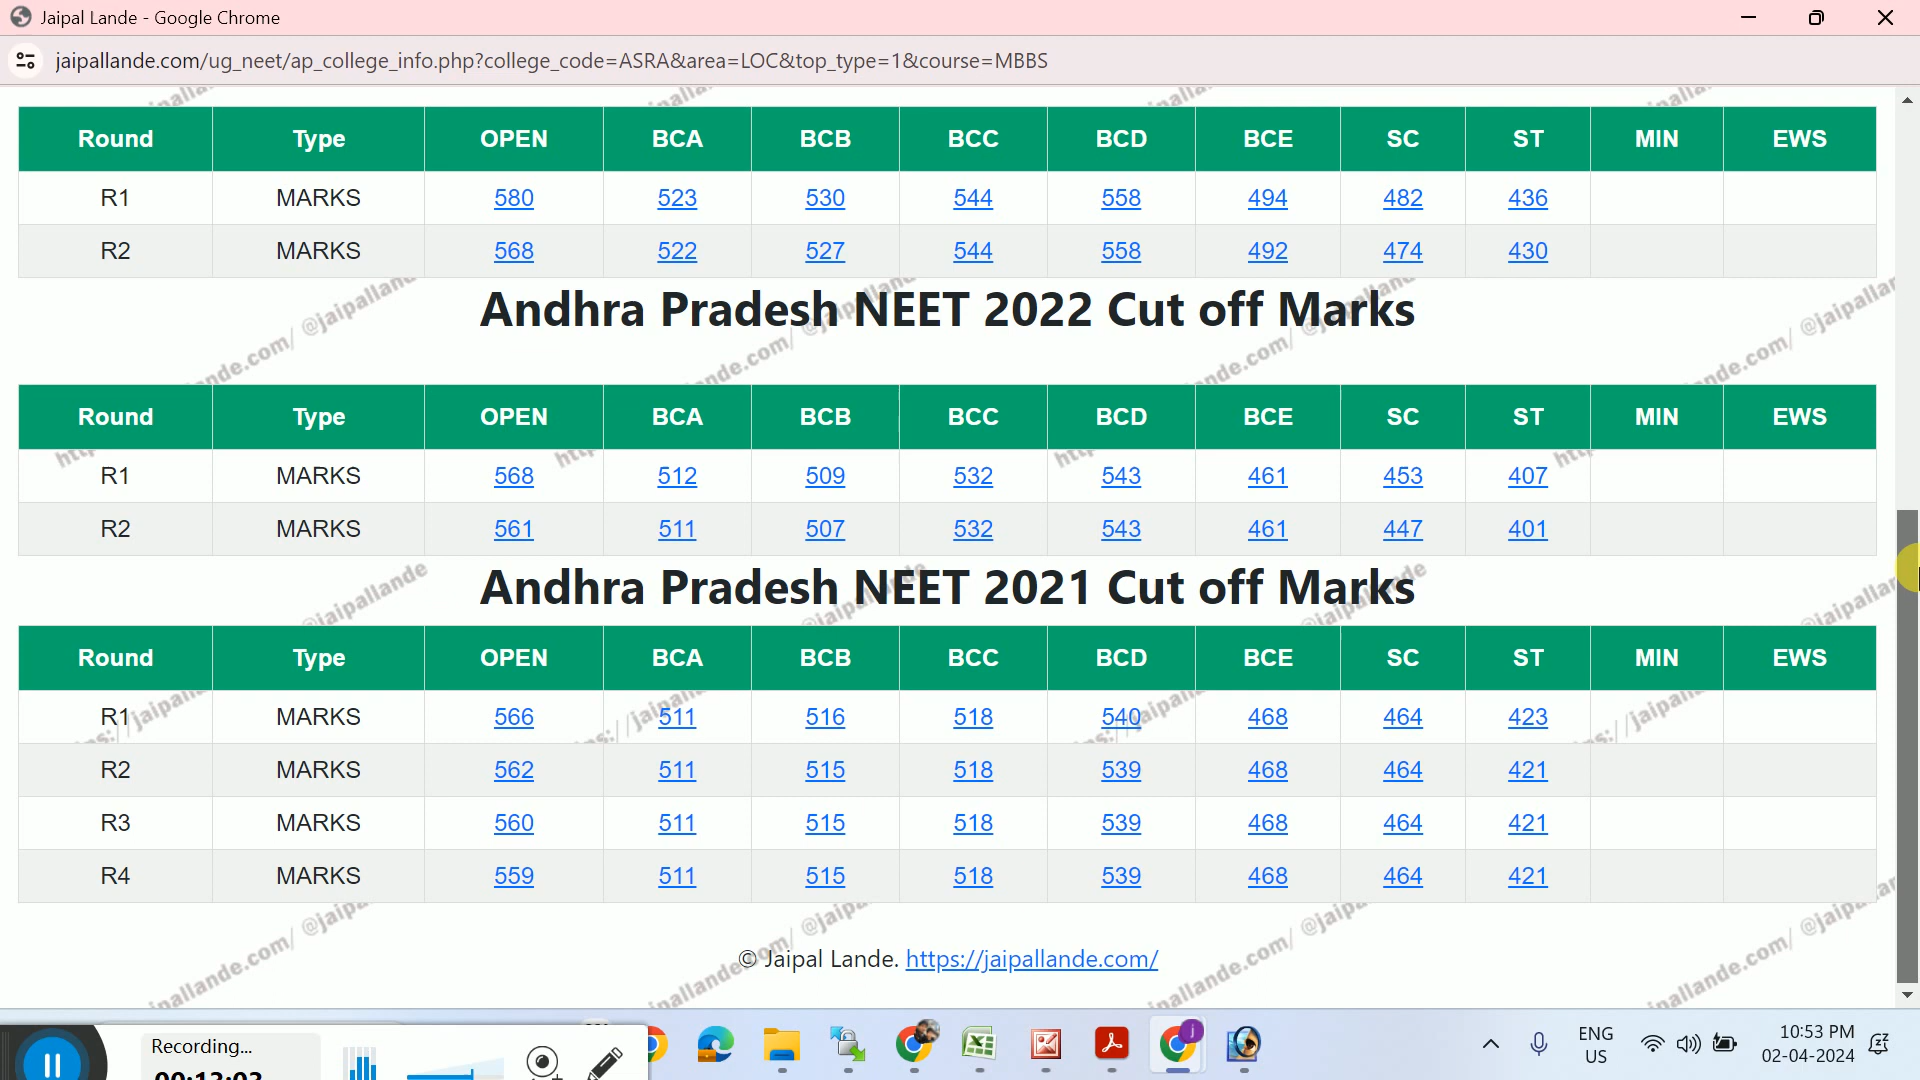 Jaipal Lande - Google Chrome
jaipallande.com/ug_neet/ap_college_info.php?college_code=ASRA&area=LOC&top_type=1&course=MBBS
Round Type OPEN BCA BCB BCC BCD BCE SC ST MIN EWS
R1 MARKS 580 523 530 544 558 494 482 436
R2 MARKS 568 522 527 544 558 492 474 430
Andhra Pradesh NEET 2022 Cut off Marks
Round Type OPEN BCA BCB BCC BCD BCE SC ST MIN EWS
R1 MARKS 568 512 509 532 543 461 453 407
R2 MARKS 561 511 507 532 543 461 447 401
Andhra Pradesh NEET 2021 Cut off Marks
Round Type OPEN BCA BCB BCC BCD BCE SC ST MIN EWS
R1 MARKS 566 511 516 518 540 468 464 423
R2 MARKS 562 511 515 518 539 468 464 421
R3 MARKS 560 511 515 518 539 468 464 421
R4 MARKS 559 511 515 518 539 468 464 421
© Jaipal Lande. https://jaipallande.com/
Recording...
00:13:03
ENG
US
10:53 PM
02-04-2024